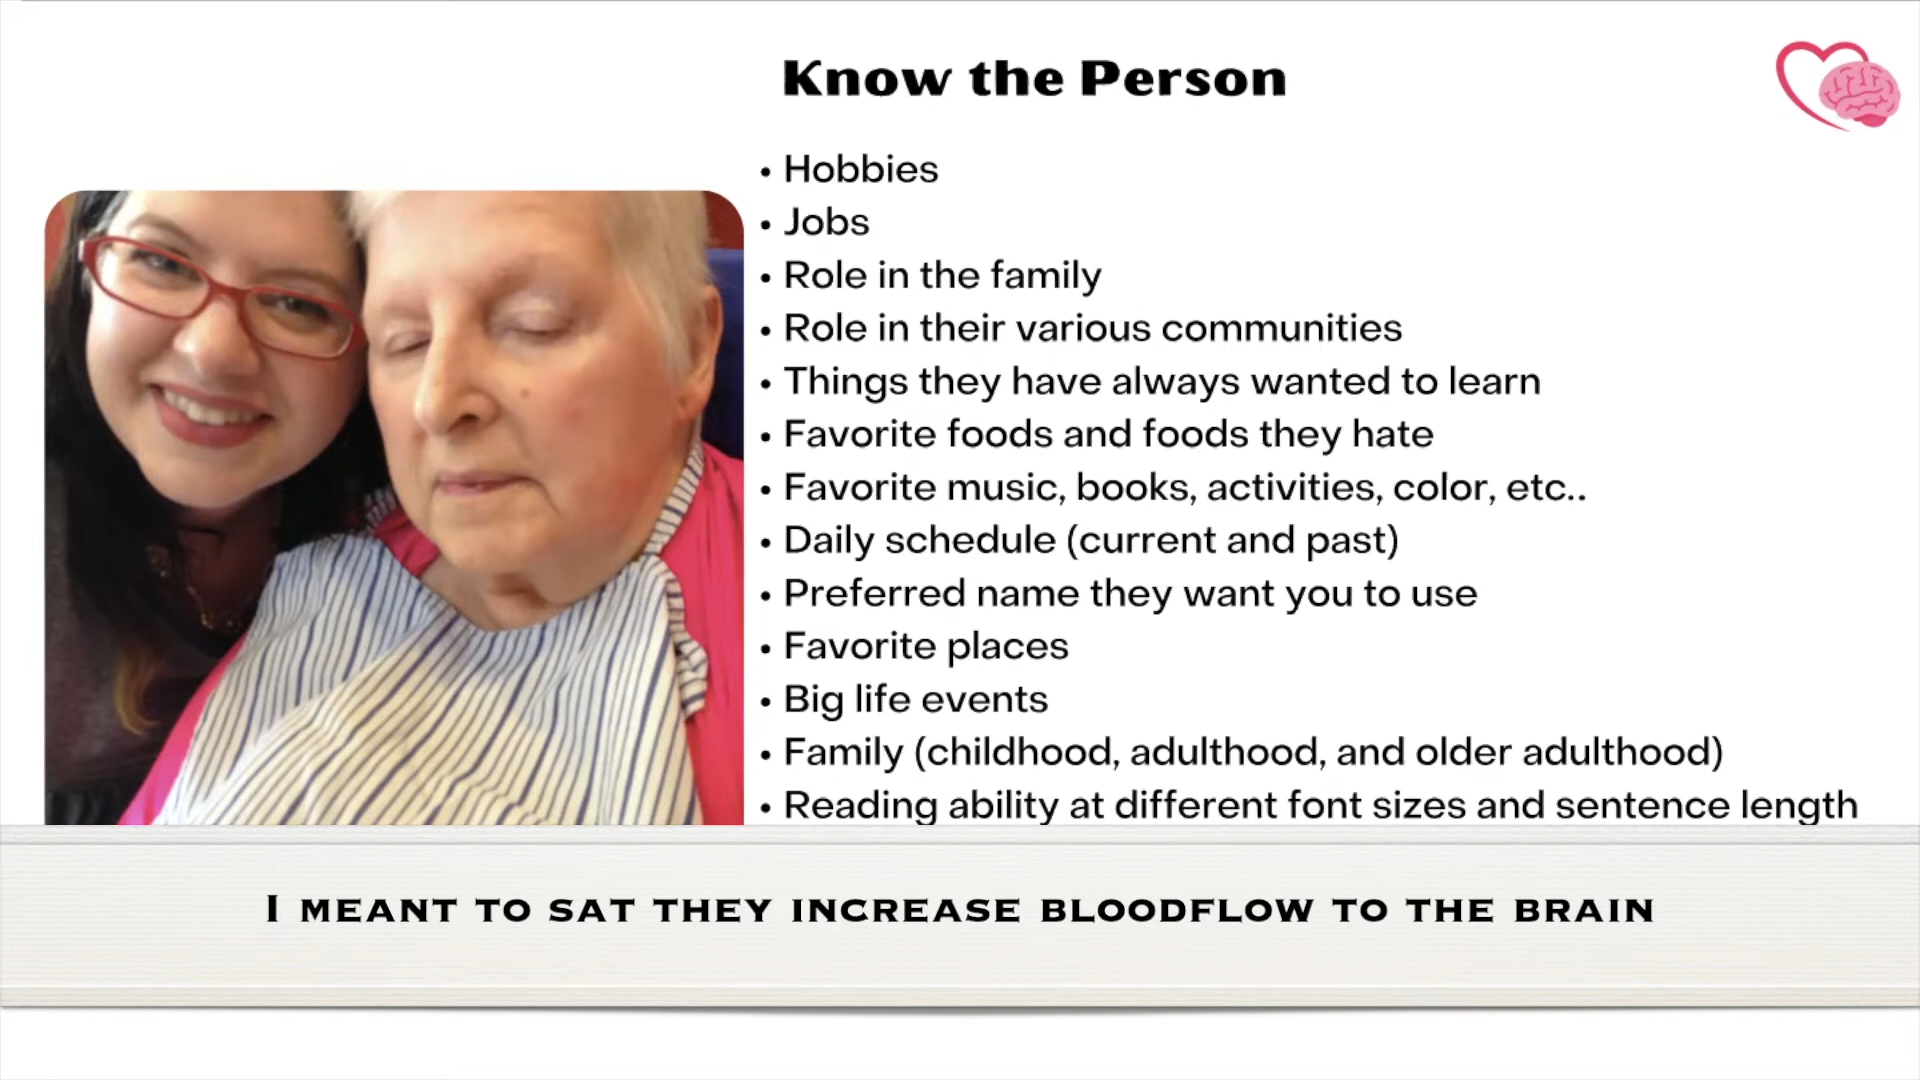 Know the Person
• Hobbies
• Jobs
• Role in the family
• Role in their various communities
• Things they have always wanted to learn
• Favorite foods and foods they hate
• Favorite music, books, activities, color, etc..
• Daily schedule (current and past)
• Preferred name they want you to use
• Favorite places
• Big life events
• Family (childhood, adulthood, and older adulthood)
• Reading ability at different font sizes and sentence length
I MEANT TO SAT THEY INCREASE BLOODFLOW TO THE BRAIN